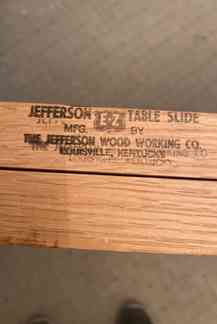 JEFFERSON E-Z TABLE SLIDE
MFG. BY
THE JEFFERSON WOOD WORKING CO.
LOUISVILLE, KENTUCKY